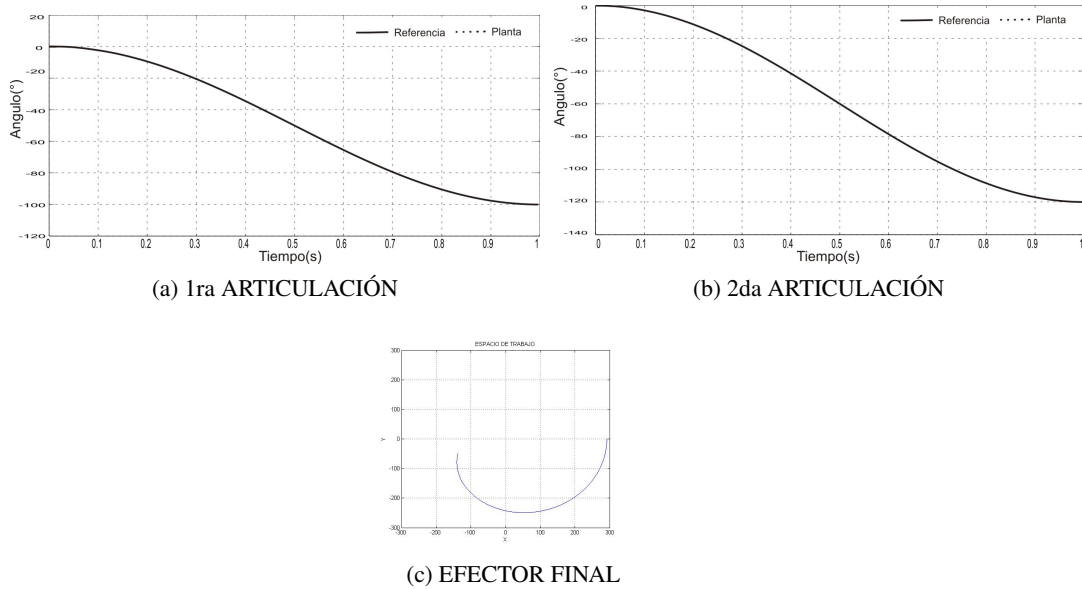 20
0
-20
-40
-60
-80
-100
-120
Angulo(°)
Referencia Planta
0 0.1 0.2 0.3 0.4 0.5 0.6 0.7 0.8 0.9 1
Tiempo(s)
(a) 1ra ARTICULACIÓN
0
-20
-40
-60
-80
-100
-120
-140
Angulo(°)
Referencia Planta
0 0.1 0.2 0.3 0.4 0.5 0.6 0.7 0.8 0.9 1
Tiempo(s)
(b) 2da ARTICULACIÓN
ESPACIO DE TRABAJO
300
200
100
0
-100
-200
-300
Y
-300 -200 -100 0 100 200 300
X
(c) EFECTOR FINAL